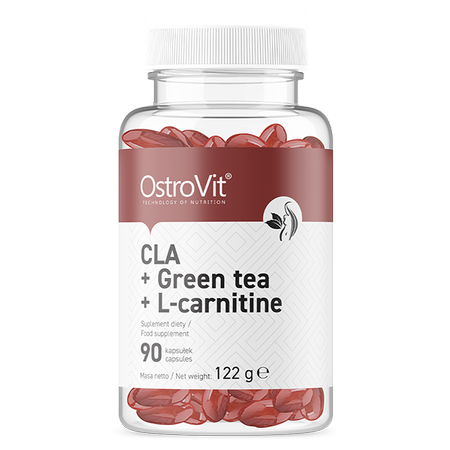 OstroVit®
TECHNOLOGY OF NUTRITION
CLA
+ Green tea
+ L-carnitine
Suplement diety /
Food supplement
90 kapsułek
capsules
Masa netto / Net weight: 122 g ℮